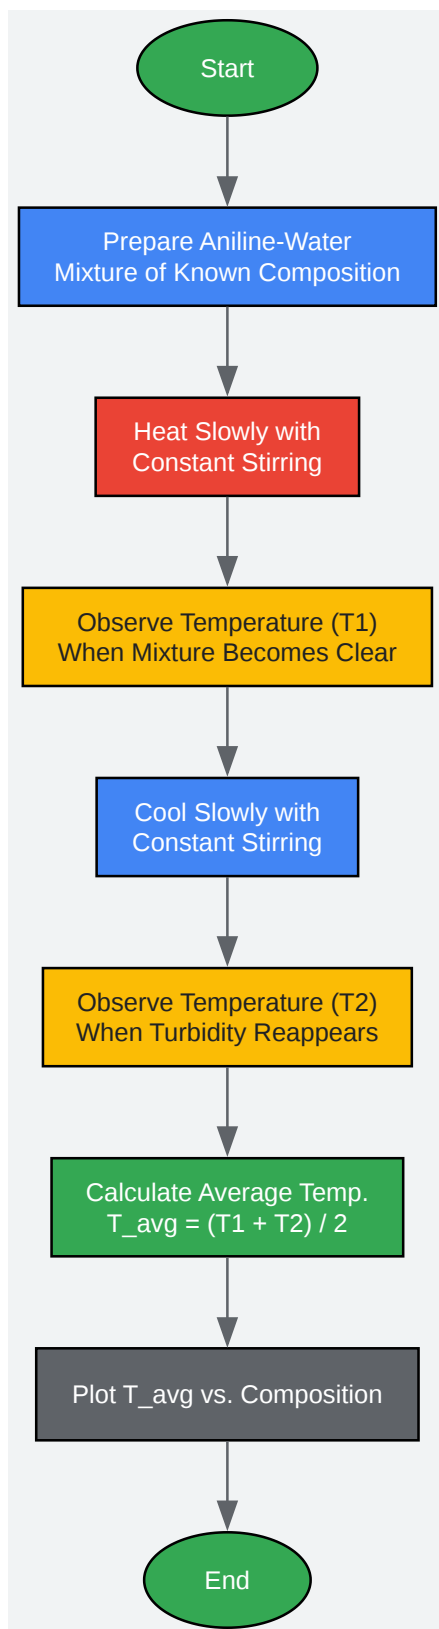 Start
Prepare Aniline-Water
Mixture of Known Composition
Heat Slowly with
Constant Stirring
Observe Temperature (T1)
When Mixture Becomes Clear
Cool Slowly with
Constant Stirring
Observe Temperature (T2)
When Turbidity Reappears
Calculate Average Temp.
T_avg = (T1 + T2) / 2
Plot T_avg vs. Composition
End